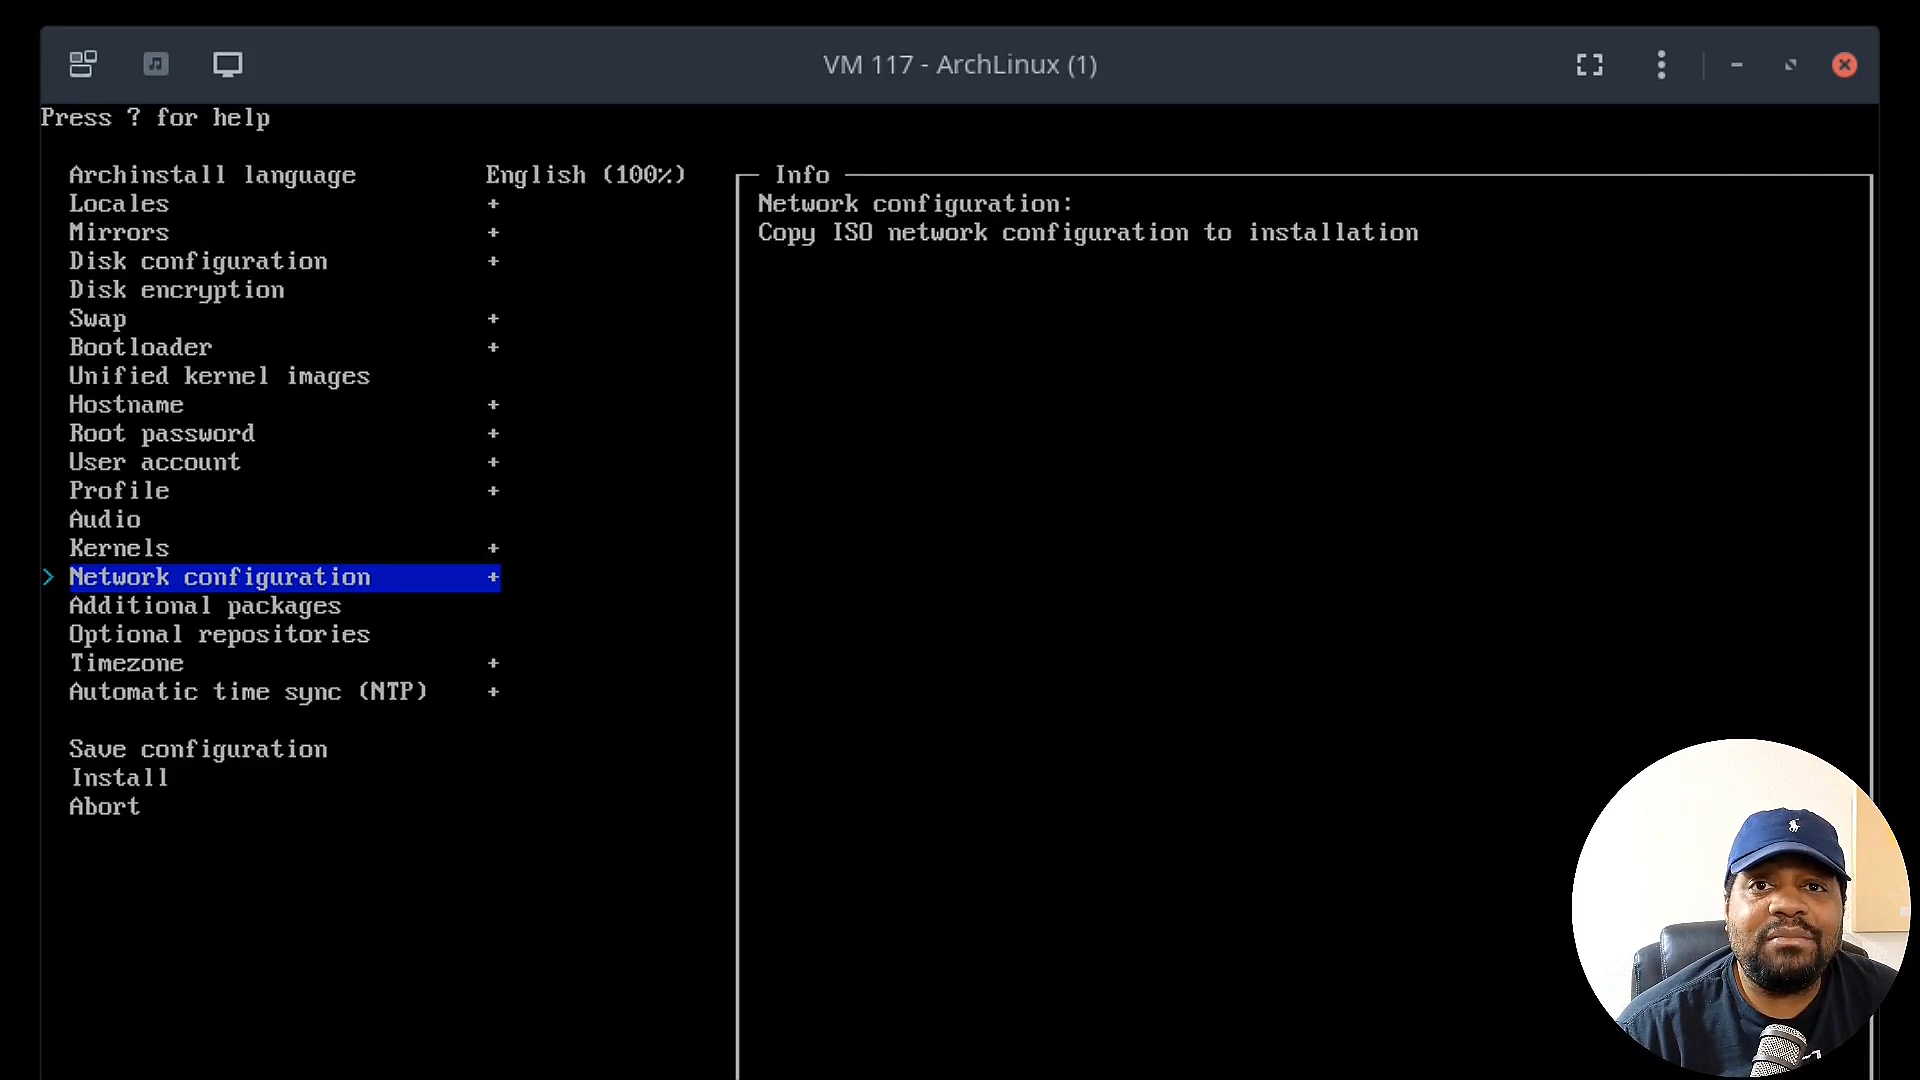 VM 117 - ArchLinux (1)
Press ? for help
Archinstall language English (100%)
Locales +
Mirrors +
Disk configuration +
Disk encryption
Swap +
Bootloader +
Unified kernel images
Hostname +
Root password +
User account +
Profile +
Audio
Kernels +
> Network configuration +
Additional packages
Optional repositories
Timezone +
Automatic time sync (NTP) +
Save configuration
Install
Abort
Info
Network configuration:
Copy ISO network configuration to installation